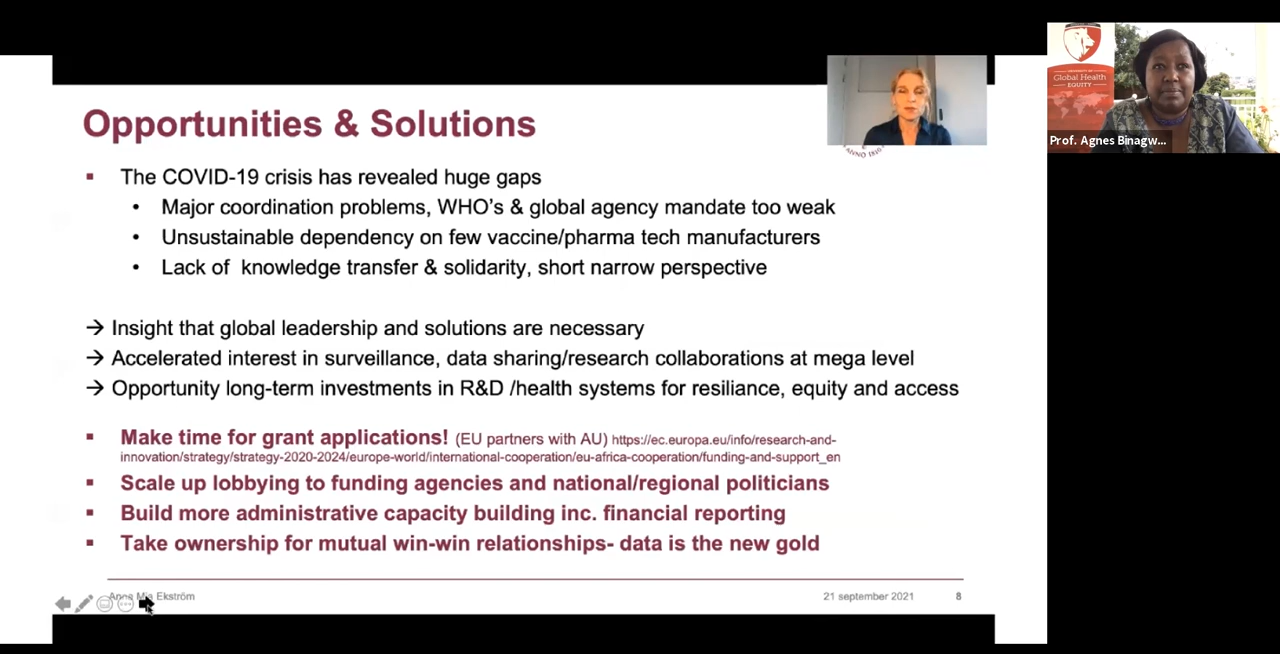 Opportunities & Solutions
▪ The COVID-19 crisis has revealed huge gaps
• Major coordination problems, WHO's & global agency mandate too weak
• Unsustainable dependency on few vaccine/pharma tech manufacturers
• Lack of knowledge transfer & solidarity, short narrow perspective
→ Insight that global leadership and solutions are necessary
→ Accelerated interest in surveillance, data sharing/research collaborations at mega level
→ Opportunity long-term investments in R&D /health systems for resiliance, equity and access
▪ Make time for grant applications! (EU partners with AU) https://ec.europa.eu/info/research-and-
innovation/strategy/strategy-2020-2024/europe-world/international-cooperation/eu-africa-cooperation/funding-and-support_en
▪ Scale up lobbying to funding agencies and national/regional politicians
▪ Build more administrative capacity building inc. financial reporting
▪ Take ownership for mutual win-win relationships- data is the new gold
Anna Mia Ekström
21 september 2021
8
ANNO 1810
Global Health
EQUITY
Prof. Agnes Binagw...